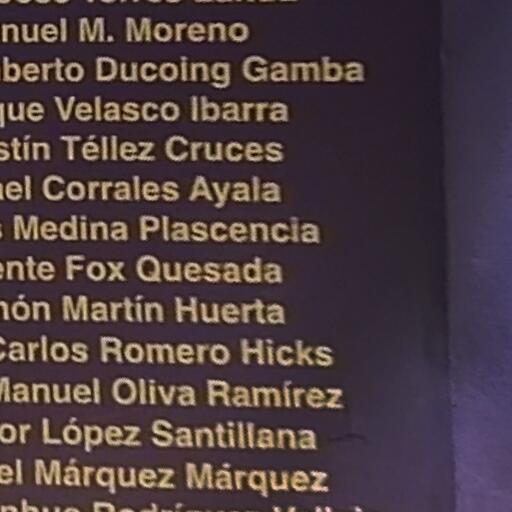 nuel M. Moreno
berto Ducoing Gamba
que Velasco Ibarra
stín Téllez Cruces
el Corrales Ayala
s Medina Plascencia
ente Fox Quesada
món Martín Huerta
Carlos Romero Hicks
Manuel Oliva Ramírez
or López Santillana
el Márquez Márquez